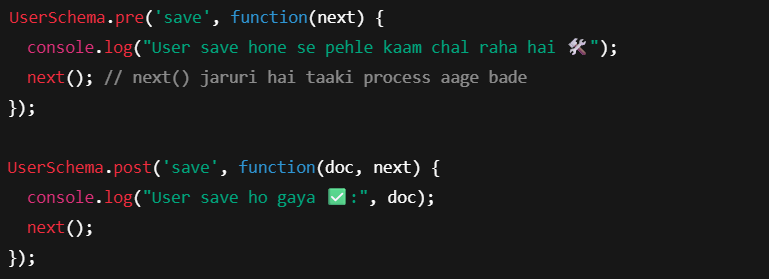 UserSchema.pre('save', function(next) {
  console.log("User save hone se pehle kaam chal raha hai 🛠️");
  next(); // next() jaruri hai taaki process aage bade
});

UserSchema.post('save', function(doc, next) {
  console.log("User save ho gaya ✅:", doc);
  next();
});